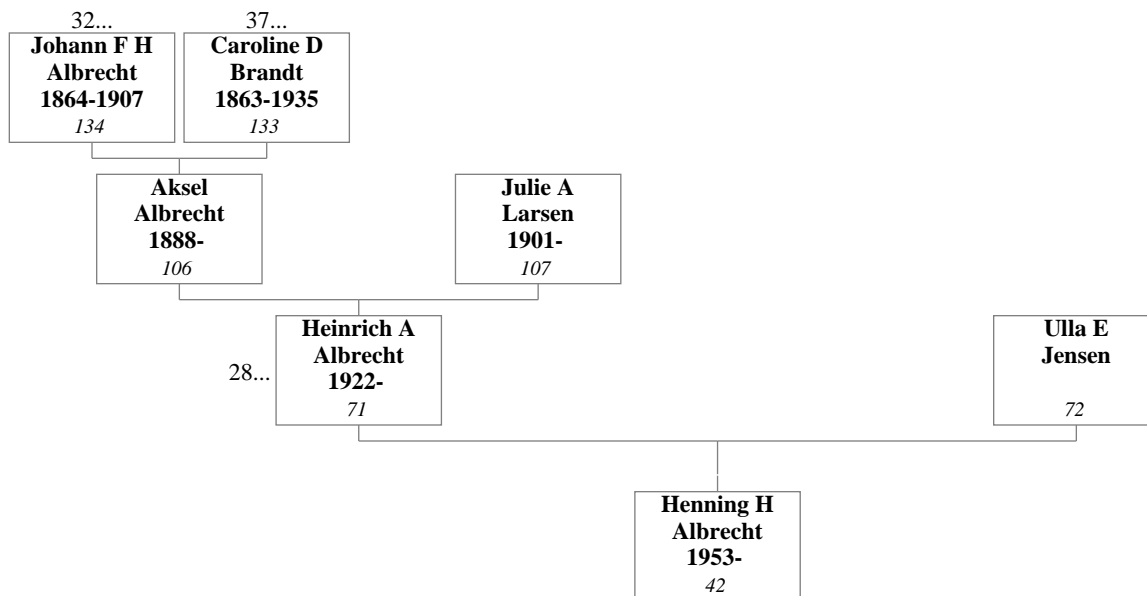 32...
Johann F H
Albrecht
1864-1907
134
37...
Caroline D
Brandt
1863-1935
133
Aksel
Albrecht
1888-
106
Julie A
Larsen
1901-
107
28...
Heinrich A
Albrecht
1922-
71
Ulla E
Jensen
72
Henning H
Albrecht
1953-
42